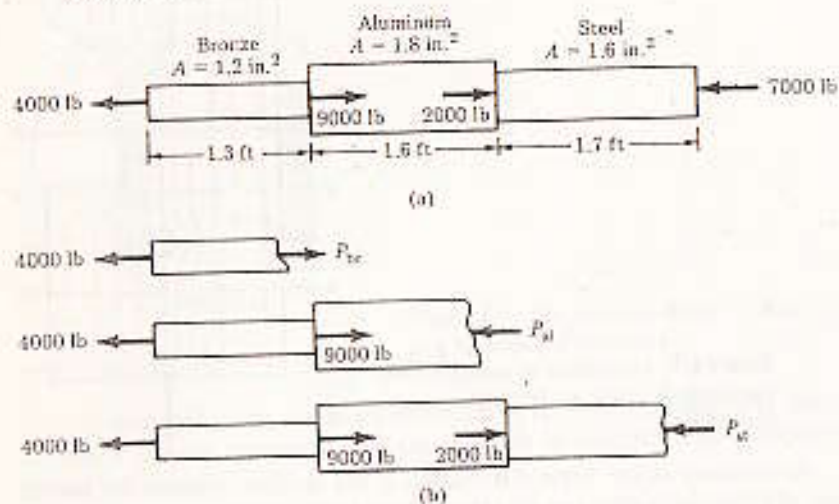 Bronze
A = 1.2 in.²
Aluminum
A = 1.8 in.²
Steel
A = 1.6 in.²
4000 lb
9000 lb
2000 lb
7000 lb
1.3 ft
1.6 ft
1.7 ft
(a)
4000 lb
P
4000 lb
9000 lb
P
4000 lb
9000 lb
2000 lb
P
(b)